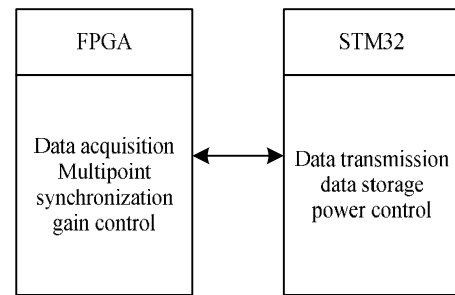 FPGA
Data acquisition
Multipoint
synchronization
gain control
STM32
Data transmission
data storage
power control